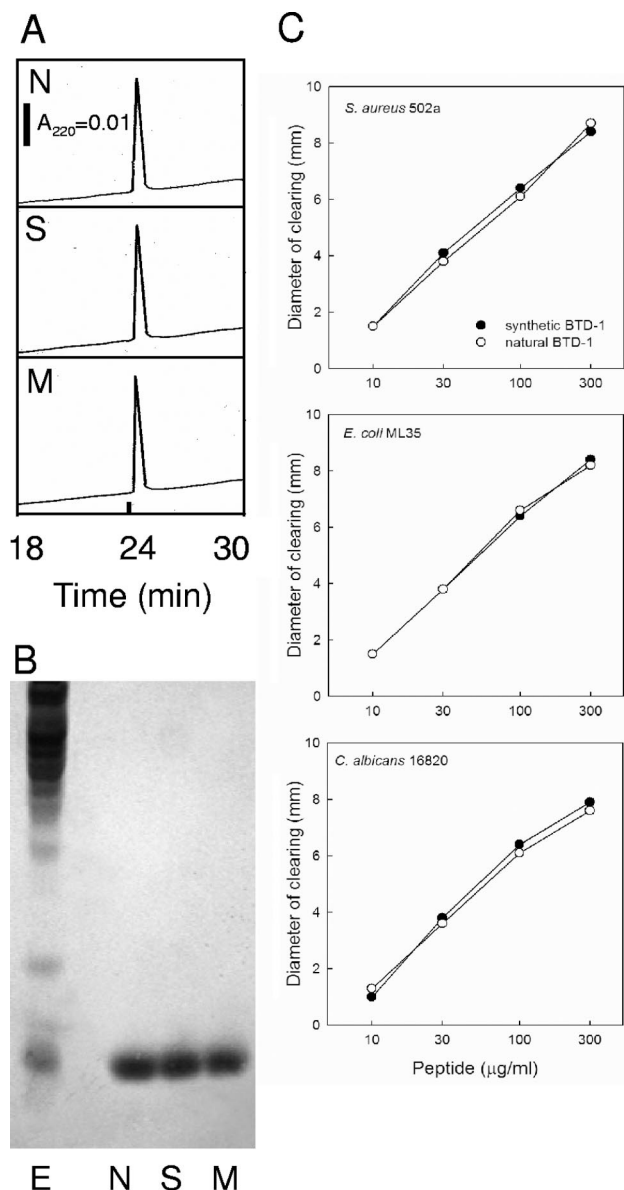 A
N
A220=0.01
S
M
18 24 30
Time (min)
B
E N S M
C
10
8
6
4
2
0
Diameter of clearing (mm)
S. aureus 502a
synthetic BTD-1
natural BTD-1
10 30 100 300
8
6
4
2
0
Diameter of clearing (mm)
E. coli ML35
10 30 100 300
8
6
4
2
0
Diameter of clearing (mm)
C. albicans 16820
10 30 100 300
Peptide (μg/ml)